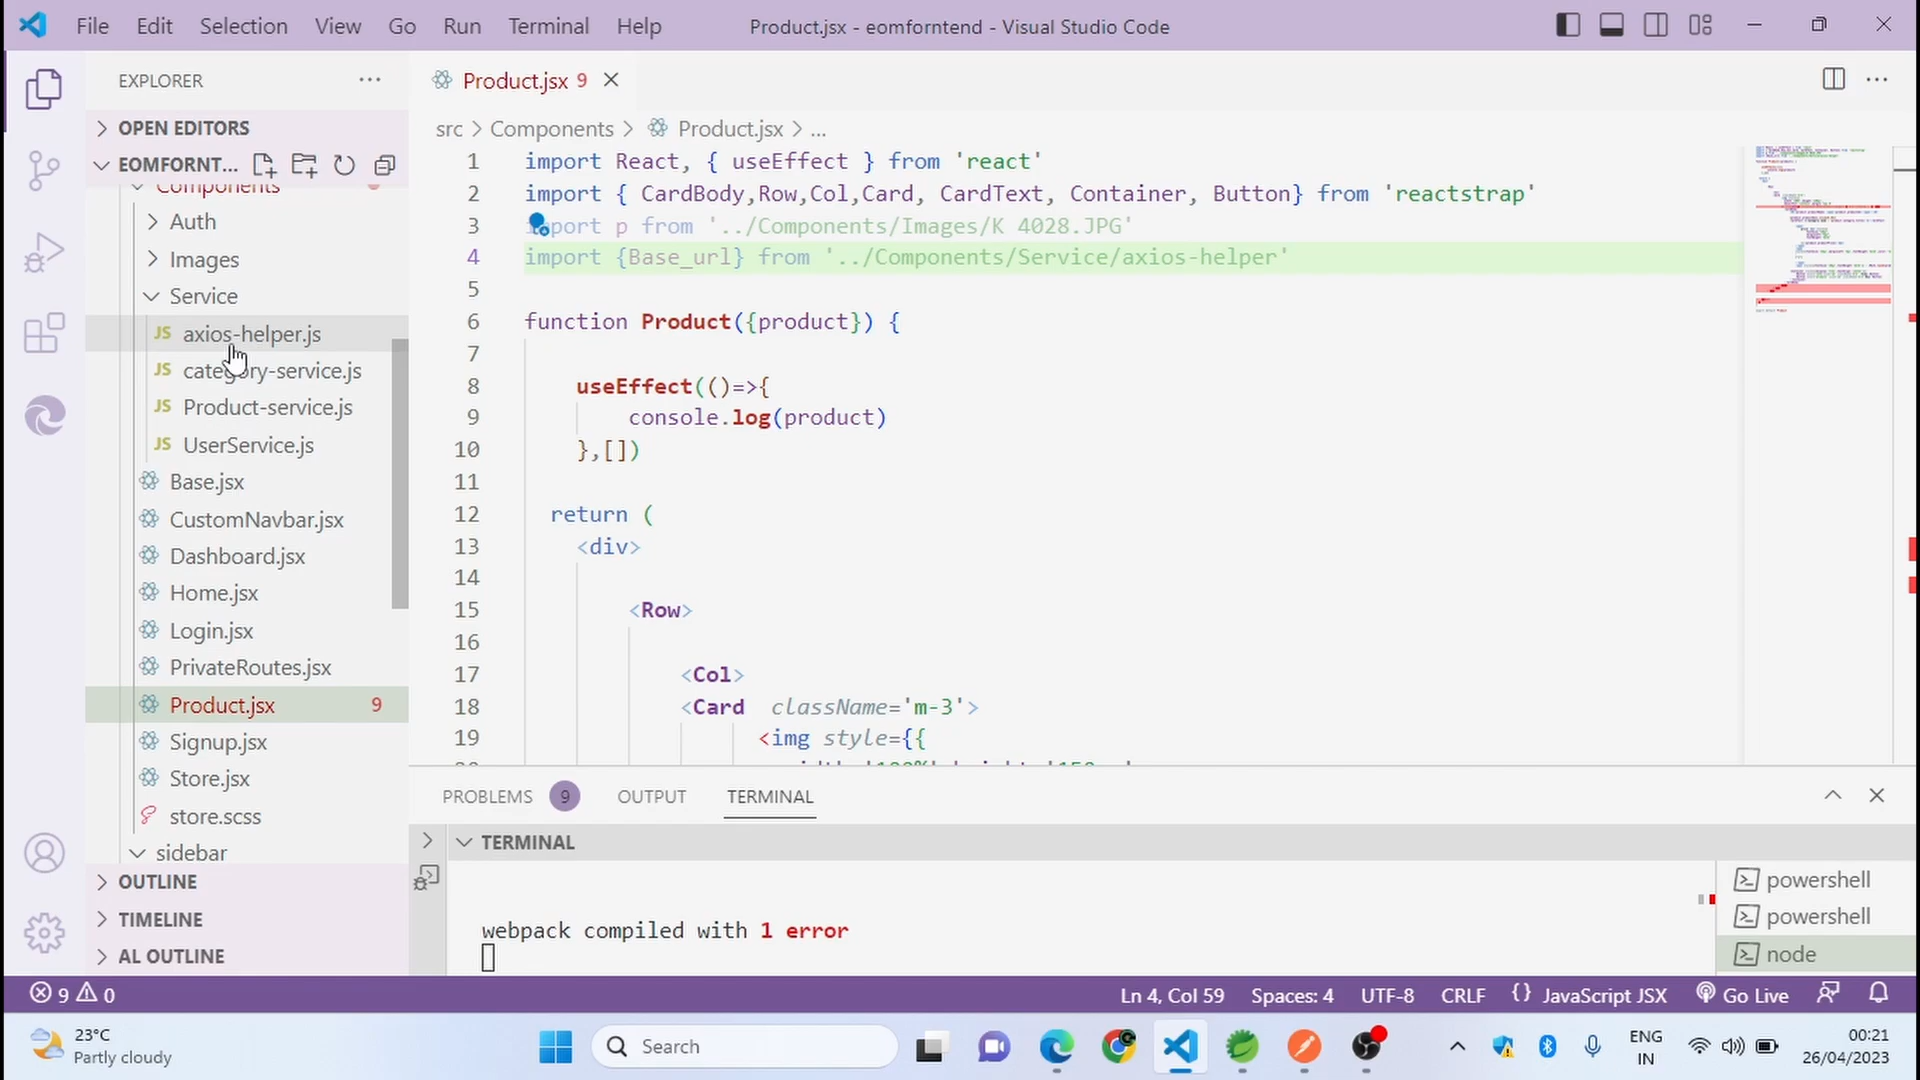 File Edit Selection View Go Run Terminal Help
Product.jsx - eomforntend - Visual Studio Code
EXPLORER
OPEN EDITORS
EOMFORNT...
Components
Auth
Images
Service
JS axios-helper.js
JS category-service.js
JS Product-service.js
JS UserService.js
Base.jsx
CustomNavbar.jsx
Dashboard.jsx
Home.jsx
Login.jsx
PrivateRoutes.jsx
Product.jsx 9
Signup.jsx
Store.jsx
store.scss
sidebar
OUTLINE
TIMELINE
AL OUTLINE
Product.jsx 9
src > Components > Product.jsx > ...
1 import React, { useEffect } from 'react'
2 import { CardBody,Row,Col,Card, CardText, Container, Button} from 'reactstrap'
3 import p from '../Components/Images/K 4028.JPG'
4 import {Base_url} from '../Components/Service/axios-helper'
5
6 function Product({product}) {
7
8 useEffect(()=>{
9 console.log(product)
10 },[])
11
12 return (
13 <div>
14
15 <Row>
16
17 <Col>
18 <Card className='m-3'>
19 <img style={{
PROBLEMS 9 OUTPUT TERMINAL
TERMINAL
webpack compiled with 1 error
powershell
powershell
node
9 0
Ln 4, Col 59 Spaces: 4 UTF-8 CRLF {} JavaScript JSX Go Live
23°C
Partly cloudy
Search
ENG
IN
00:21
26/04/2023